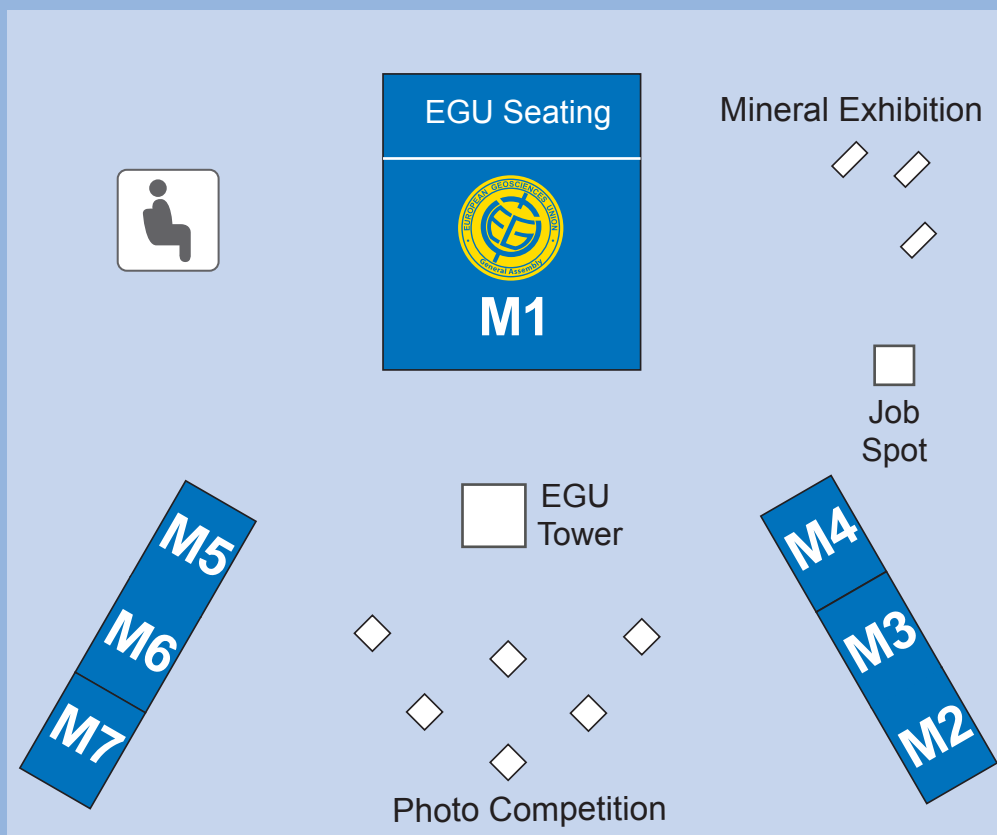 EGU Seating
Mineral Exhibition
EUROPEAN GEOSCIENCES UNION
General Assembly
EGU
M1
Job
Spot
EGU
Tower
M5
M6
M7
M4
M3
M2
Photo Competition